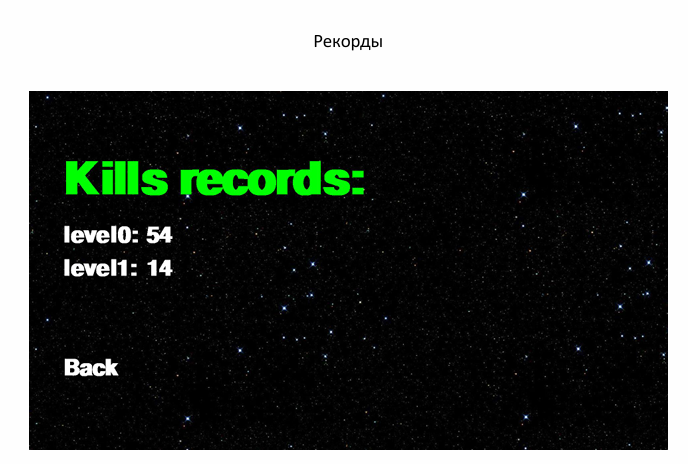 Рекорды
Kills records:
level0: 54
level1: 14
Back